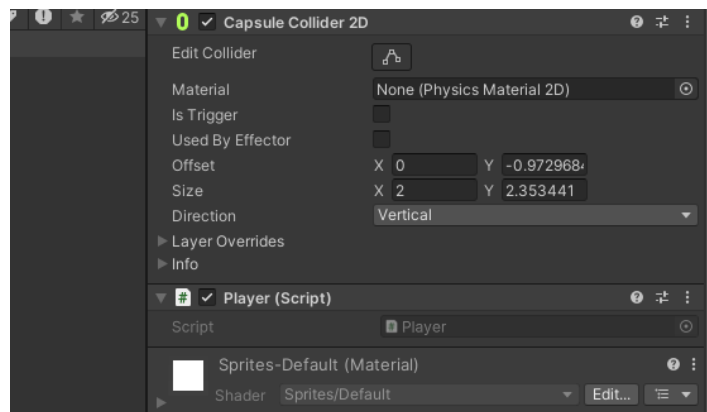 25
Capsule Collider 2D
Edit Collider
Material None (Physics Material 2D)
Is Trigger
Used By Effector
Offset X 0 Y -0.9729684
Size X 2 Y 2.353441
Direction Vertical
Layer Overrides
Info
# Player (Script)
Script # Player
Sprites-Default (Material)
Shader Sprites/Default Edit...